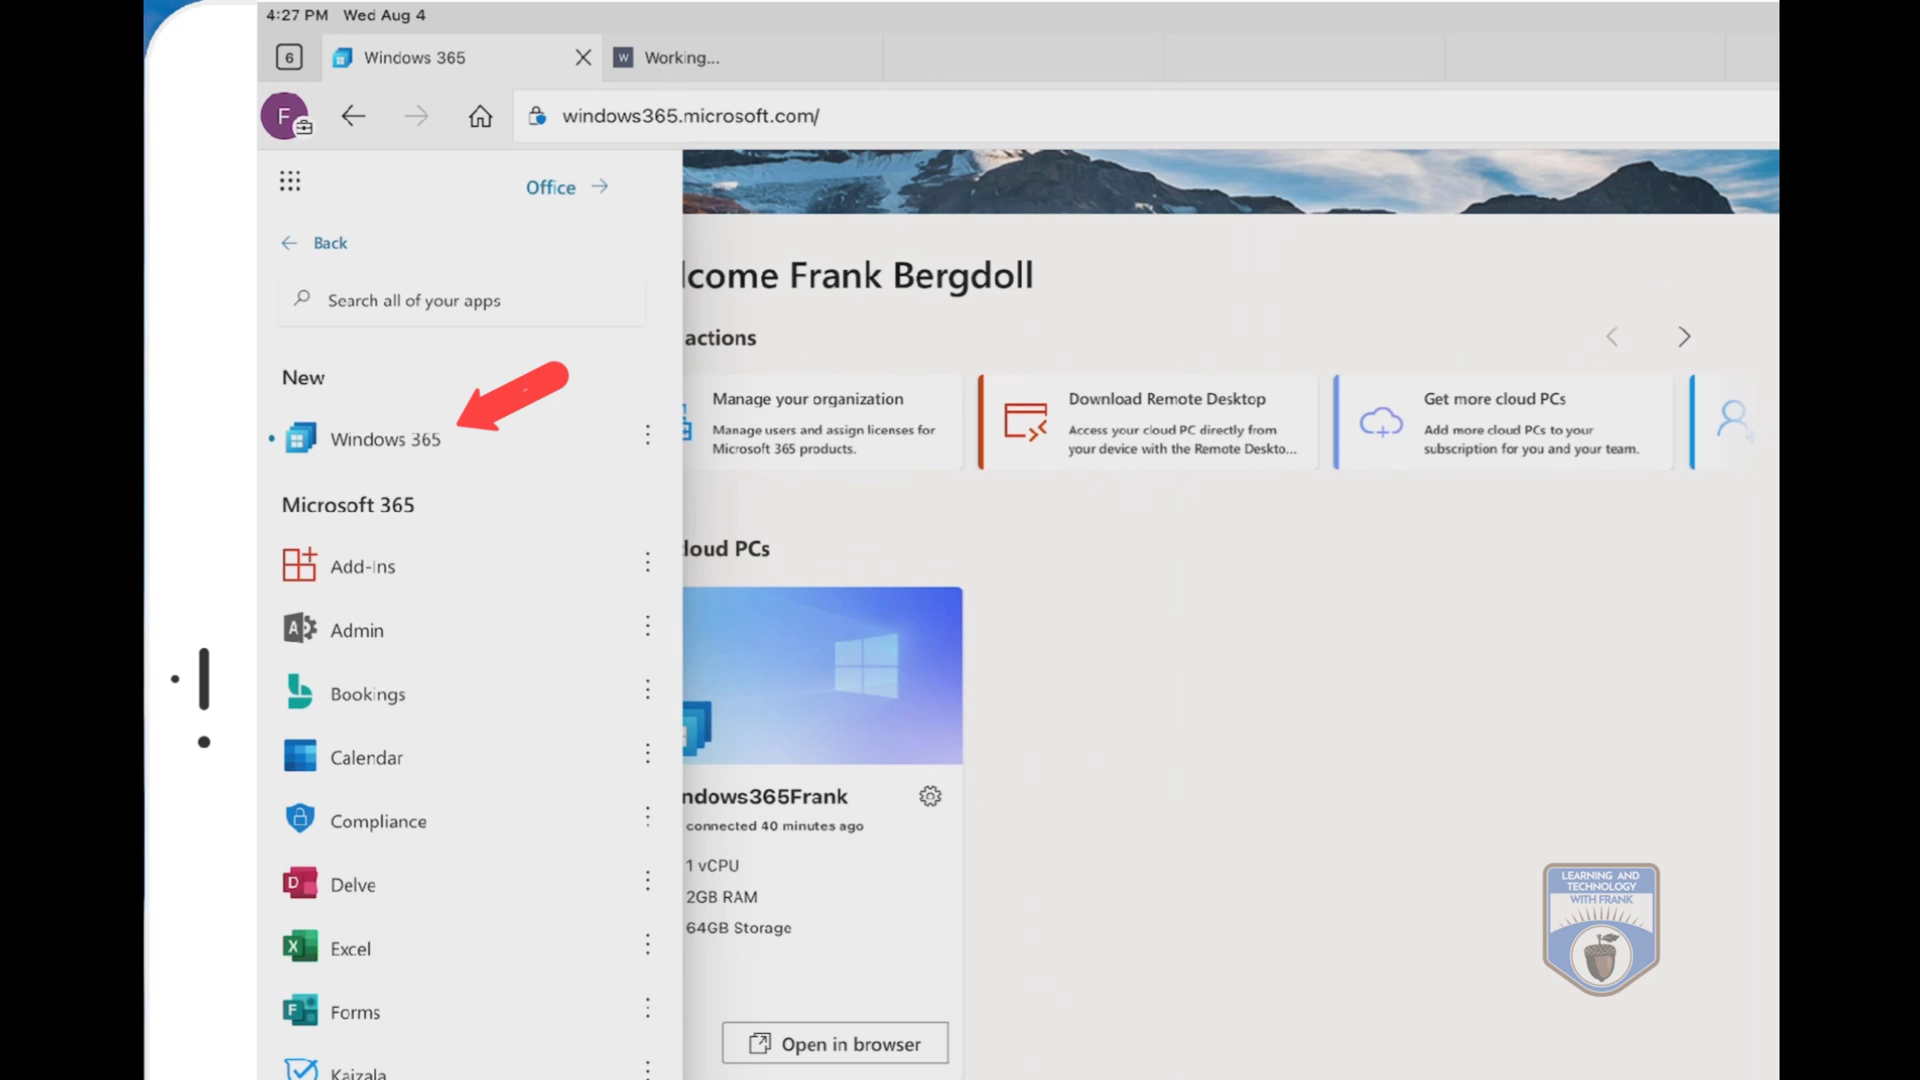 4:27 PM Wed Aug 4
6
Windows 365
W
Working...
F
windows365.microsoft.com/
Office
Back
Search all of your apps
New
Windows 365
Microsoft 365
Add-Ins
Admin
Bookings
Calendar
Compliance
Delve
Excel
Forms
Kaizala
lcome Frank Bergdoll
actions
Manage your organization
Manage users and assign licenses for
Microsoft 365 products.
Download Remote Desktop
Access your cloud PC directly from
your device with the Remote Deskto...
Get more cloud PCs
Add more cloud PCs to your
subscription for you and your team.
loud PCs
ndows365Frank
connected 40 minutes ago
1 vCPU
2GB RAM
64GB Storage
Open in browser
LEARNING AND
TECHNOLOGY
WITH FRANK